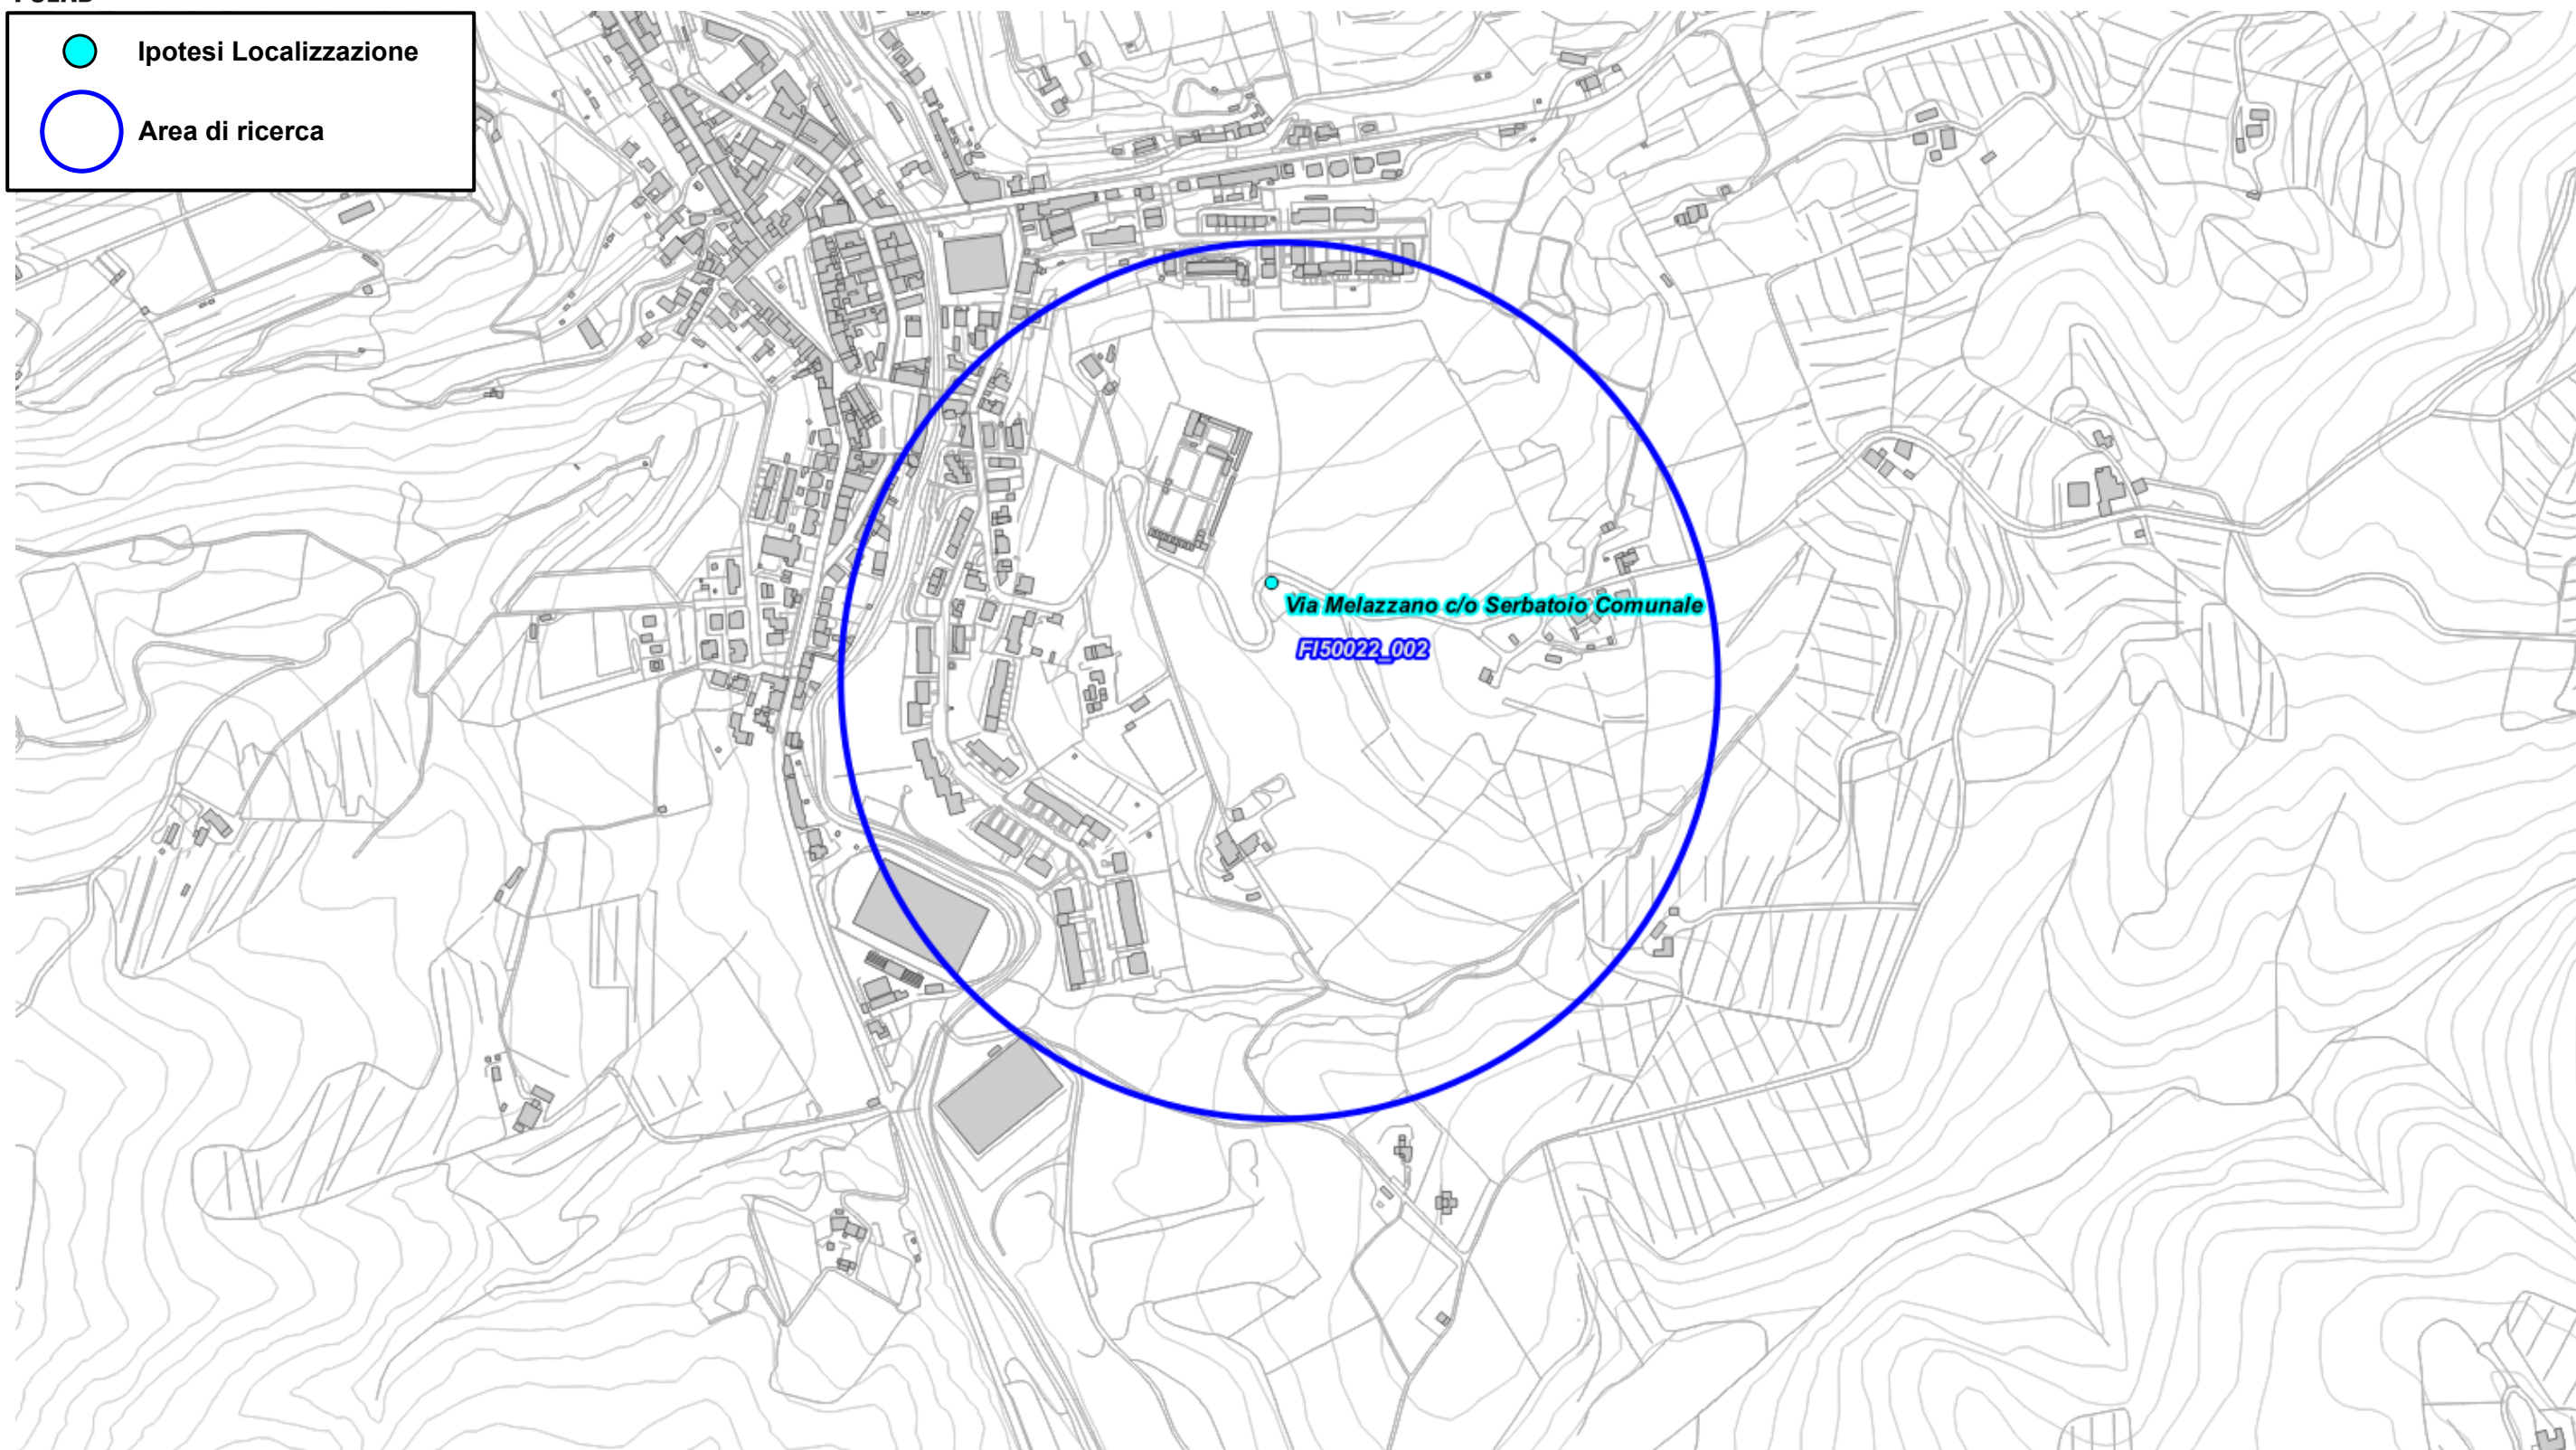 Ipotesi Localizzazione
Area di ricerca
Via Melazzano c/o Serbatoio Comunale
FI50022_002